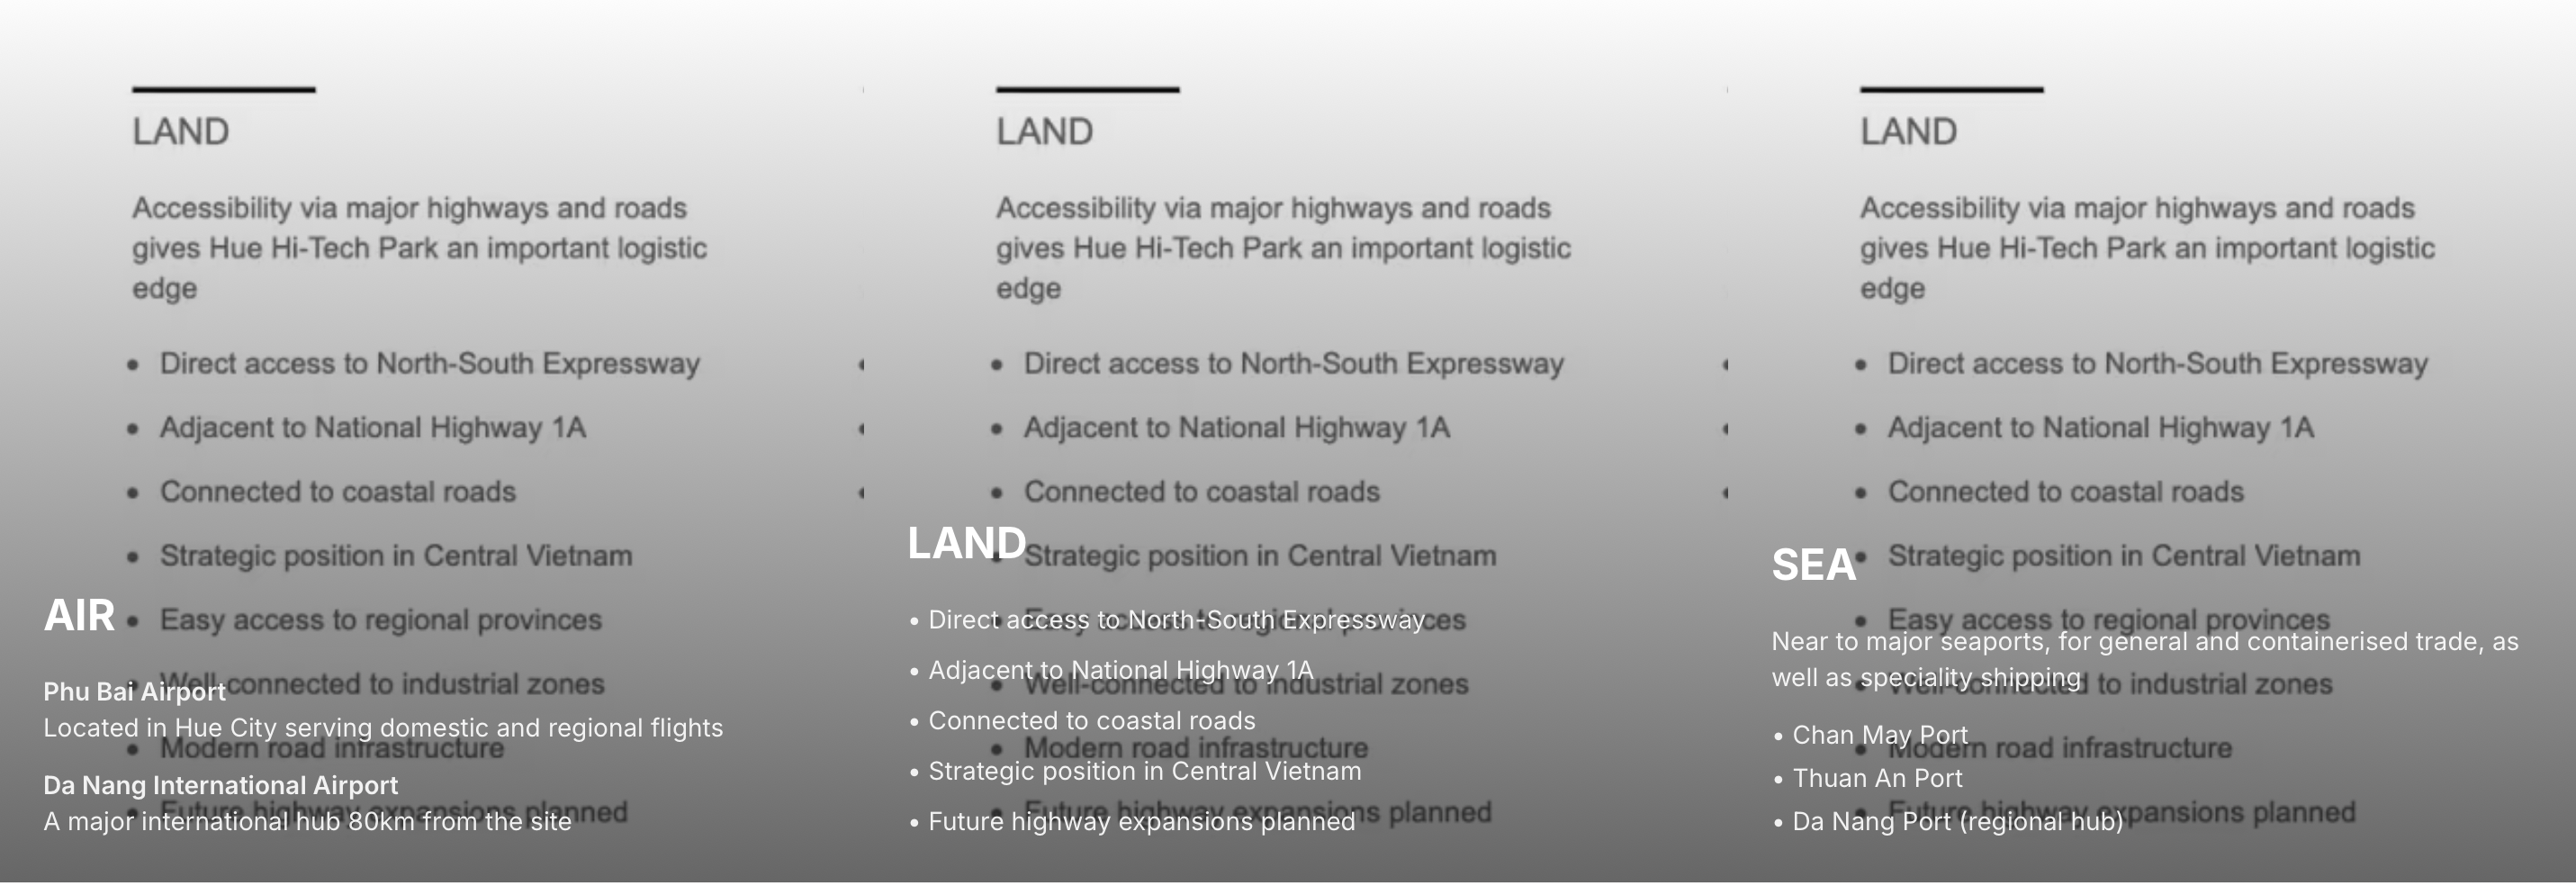 LAND
Accessibility via major highways and roads
gives Hue Hi-Tech Park an important logistic
edge
• Direct access to North-South Expressway
• Adjacent to National Highway 1A
• Connected to coastal roads
• Strategic position in Central Vietnam
• Easy access to regional provinces
• Well-connected to industrial zones
• Modern road infrastructure
• Future highway expansions planned
AIR
Phu Bai Airport
Located in Hue City serving domestic and regional flights
Da Nang International Airport
A major international hub 80km from the site
LAND
Accessibility via major highways and roads
gives Hue Hi-Tech Park an important logistic
edge
• Direct access to North-South Expressway
• Adjacent to National Highway 1A
• Connected to coastal roads
• Strategic position in Central Vietnam
• Easy access to regional provinces
• Well-connected to industrial zones
• Modern road infrastructure
• Future highway expansions planned
LAND
• Direct access to North-South Expressway
• Adjacent to National Highway 1A
• Connected to coastal roads
• Strategic position in Central Vietnam
• Future highway expansions planned
LAND
Accessibility via major highways and roads
gives Hue Hi-Tech Park an important logistic
edge
• Direct access to North-South Expressway
• Adjacent to National Highway 1A
• Connected to coastal roads
• Strategic position in Central Vietnam
• Easy access to regional provinces
• Well-connected to industrial zones
• Modern road infrastructure
• Future highway expansions planned
SEA
Near to major seaports, for general and containerised trade, as
well as speciality shipping
• Chan May Port
• Thuan An Port
• Da Nang Port (regional hub)